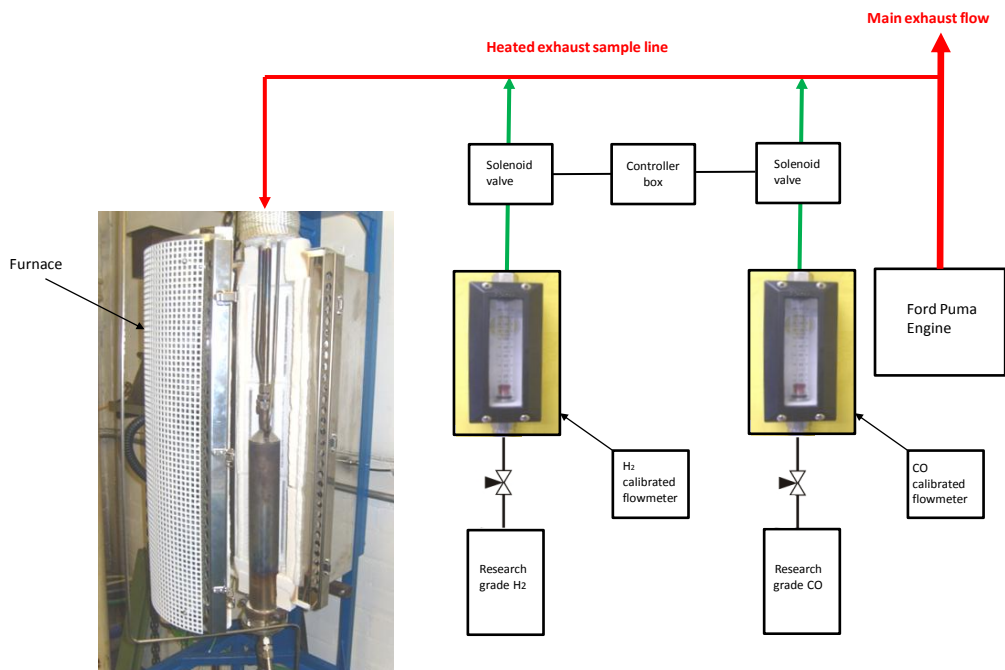 Main exhaust flow
Heated exhaust sample line
Solenoid
valve
Controller
box
Solenoid
valve
Furnace
Ford Puma
Engine
H₂
calibrated
flowmeter
CO
calibrated
flowmeter
Research
grade H₂
Research
grade CO